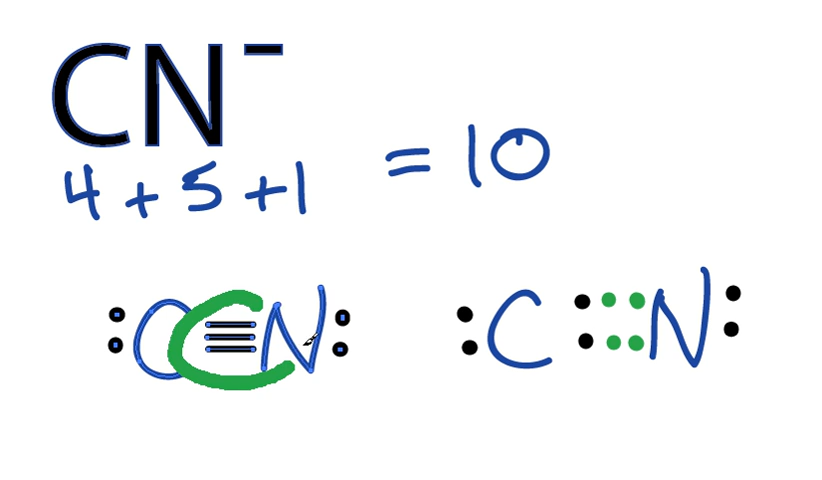 CN⁻
4 + 5 + 1 = 10
:C≡N: :C:::N: